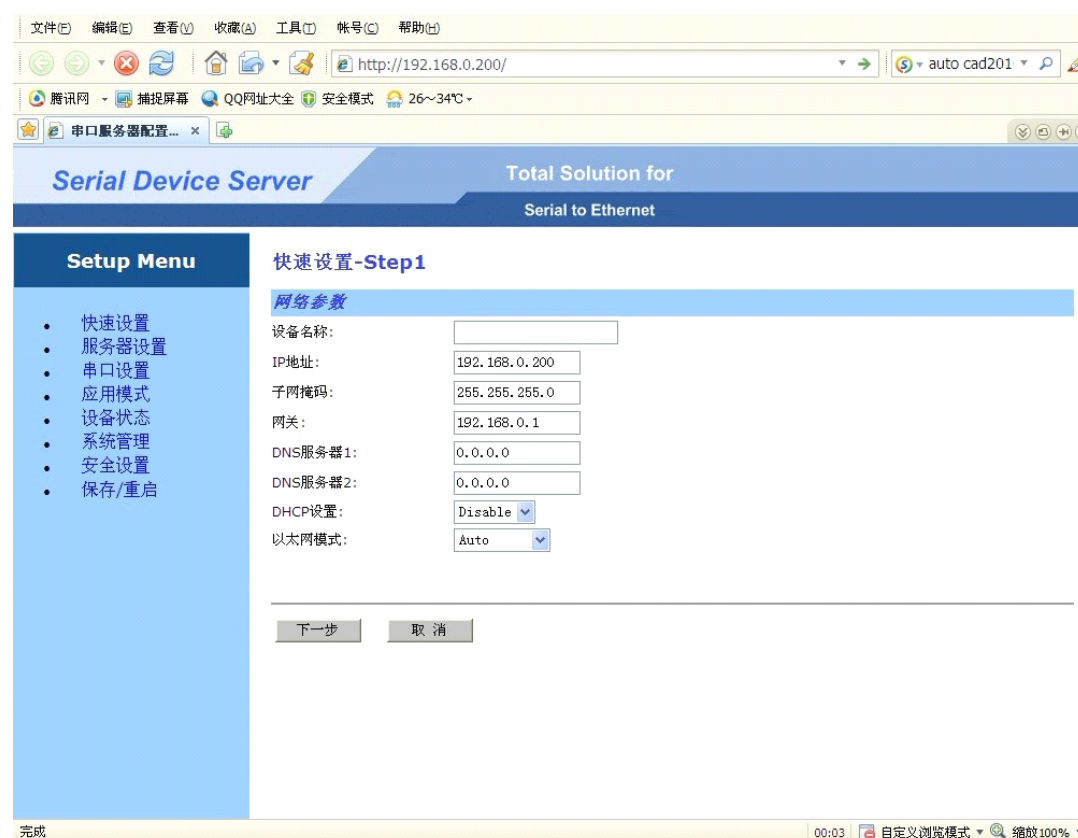 文件(F) 编辑(E) 查看(V) 收藏(A) 工具(T) 帐号(C) 帮助(H)
http://192.168.0.200/ auto cad201
腾讯网 捕捉屏幕 QQ网址大全 安全模式 26~34℃
串口服务器配置... ×
Serial Device Server
Total Solution for
Serial to Ethernet
Setup Menu
快速设置
服务器设置
串口设置
应用模式
设备状态
系统管理
安全设置
保存/重启
快速设置-Step1
网络参数
设备名称:
IP地址: 192.168.0.200
子网掩码: 255.255.255.0
网关: 192.168.0.1
DNS服务器1: 0.0.0.0
DNS服务器2: 0.0.0.0
DHCP设置: Disable
以太网模式: Auto
下一步 取 消
完成 00:03 自定义浏览模式 缩放100%